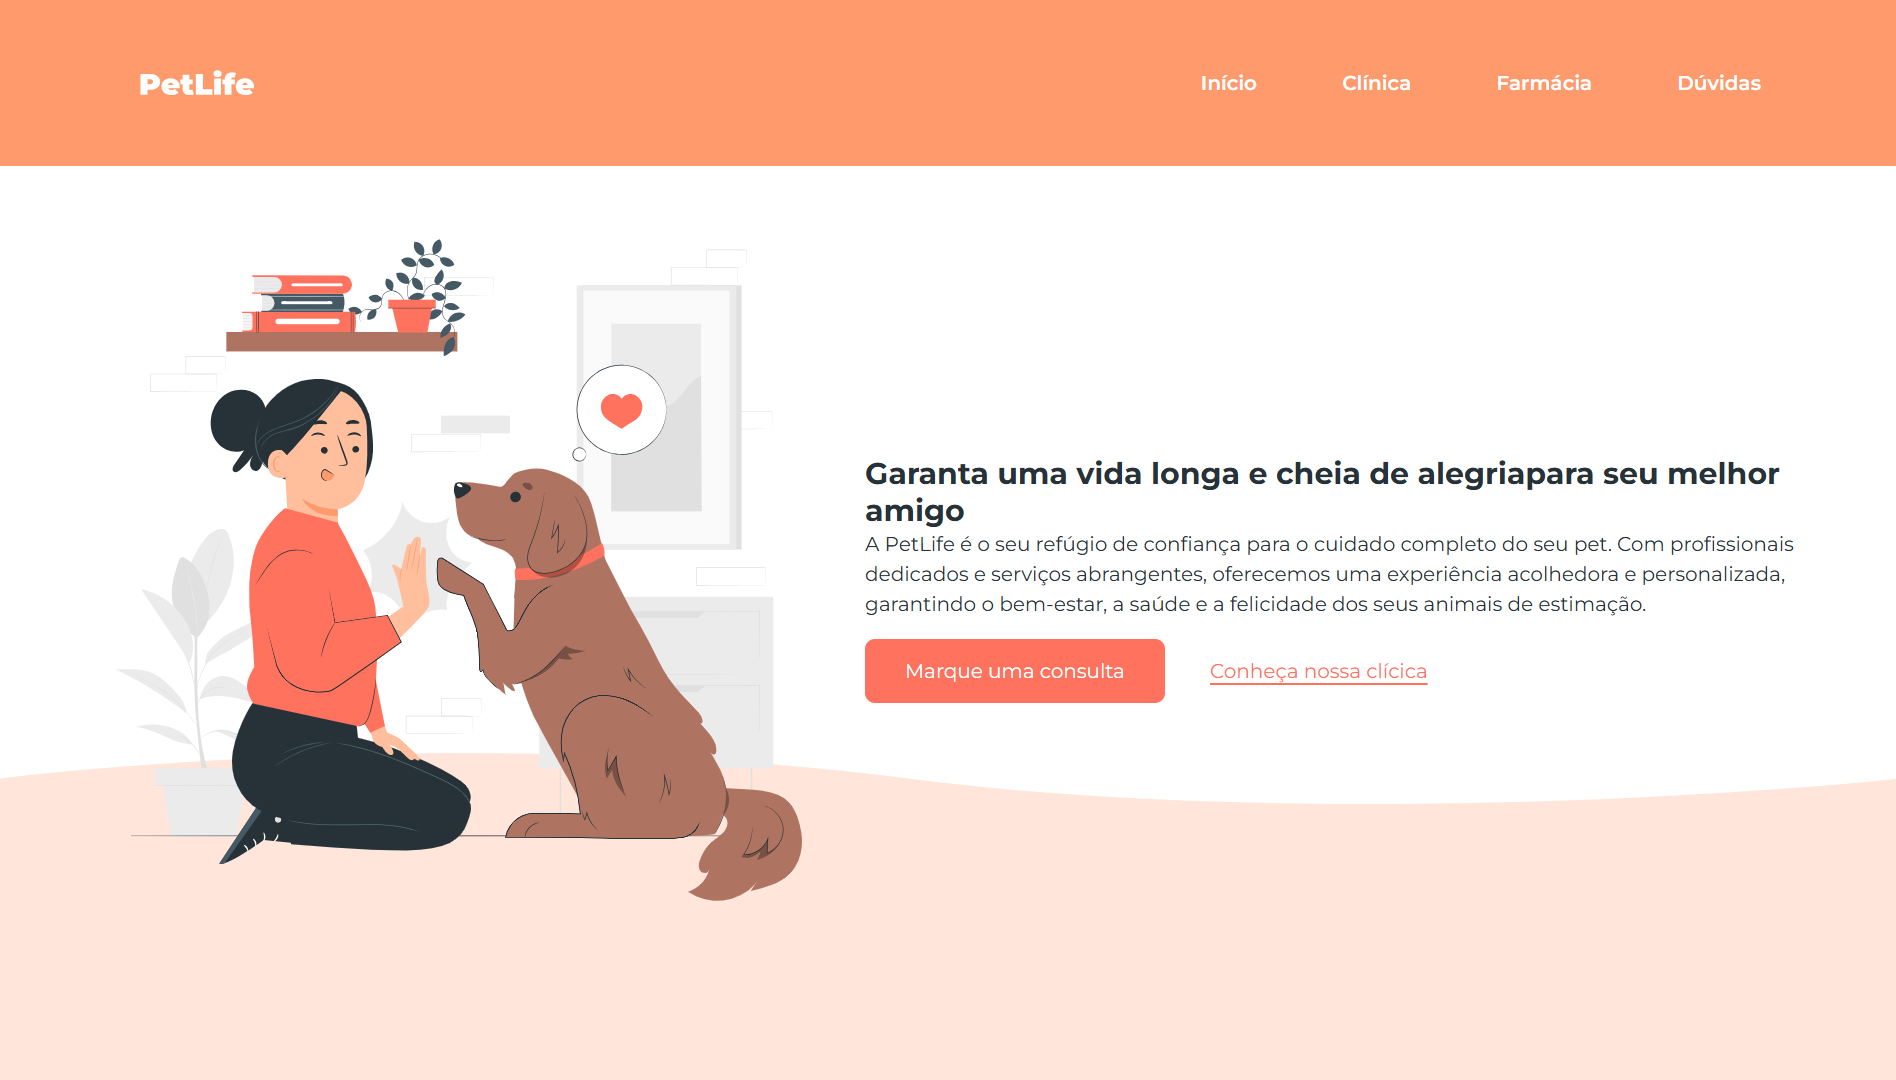 PetLife
Início
Clínica
Farmácia
Dúvidas
Garanta uma vida longa e cheia de alegriapara seu melhor
amigo
A PetLife é o seu refúgio de confiança para o cuidado completo do seu pet. Com profissionais
dedicados e serviços abrangentes, oferecemos uma experiência acolhedora e personalizada,
garantindo o bem-estar, a saúde e a felicidade dos seus animais de estimação.
Marque uma consulta
Conheça nossa clícica